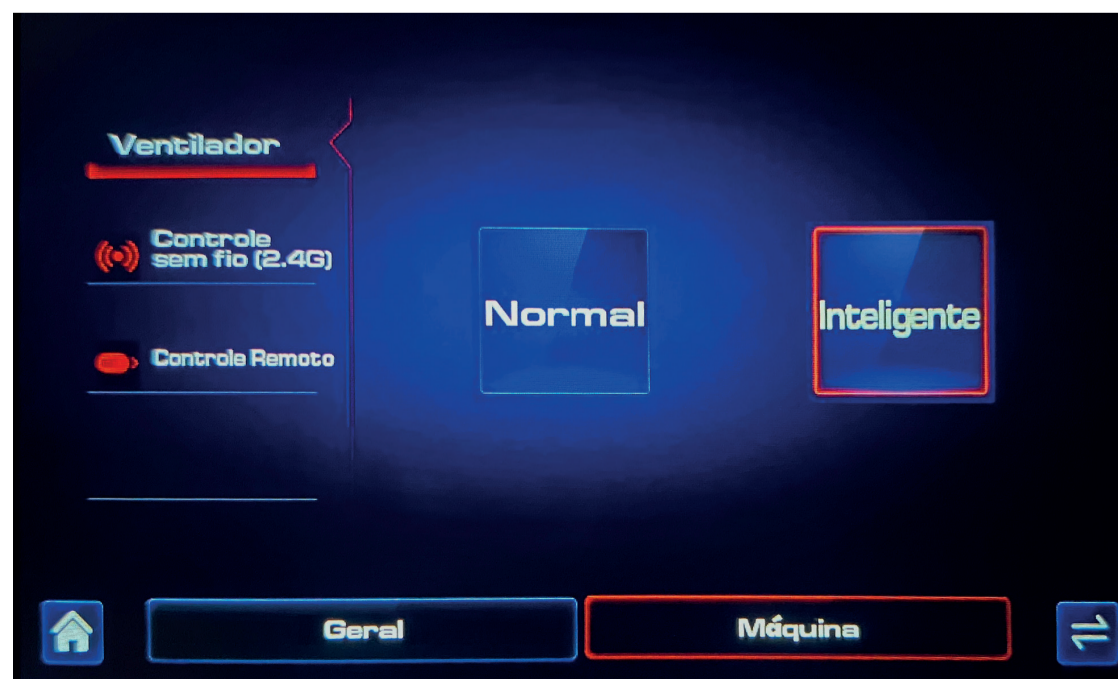 Ventilador
Controle
sem fio (2.4G)
Controle Remoto
Normal
Inteligente
Geral
Máquina